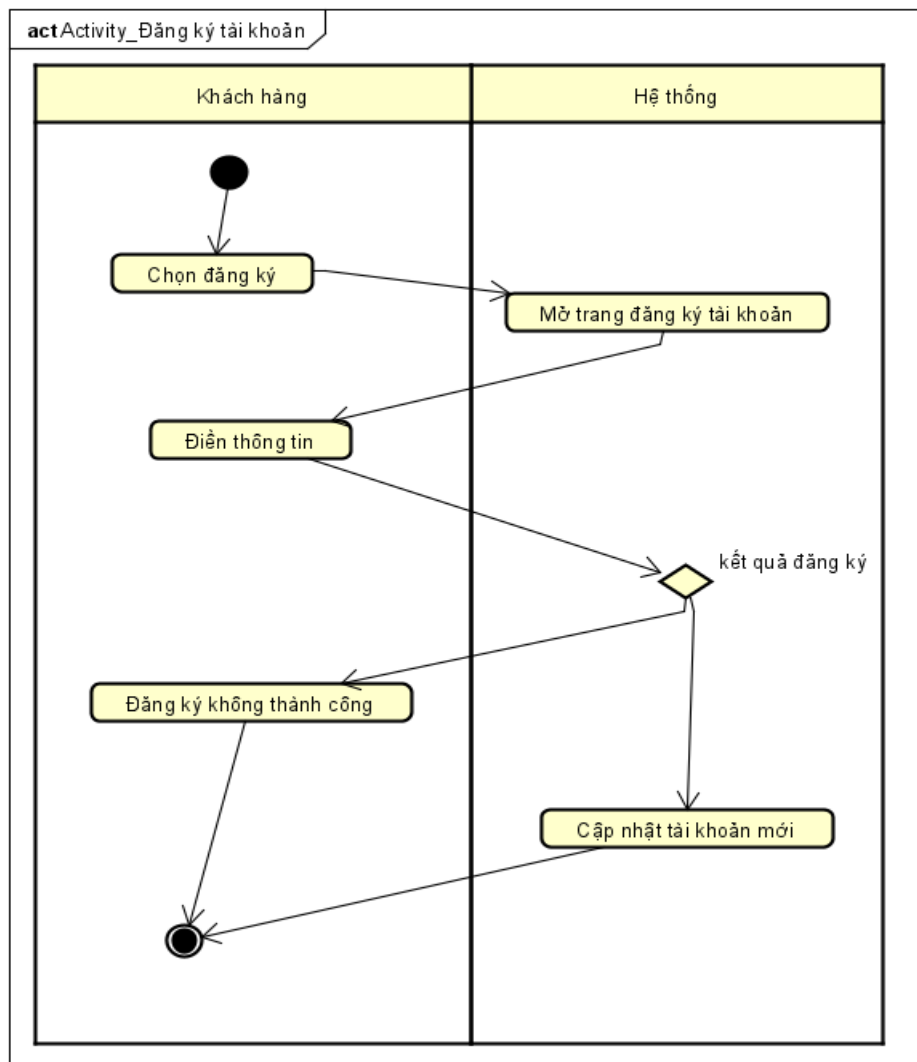 act Activity_Đăng ký tài khoản
Khách hàng
Hệ thống
Chọn đăng ký
Mở trang đăng ký tài khoản
Điền thông tin
kết quả đăng ký
Đăng ký không thành công
Cập nhật tài khoản mới